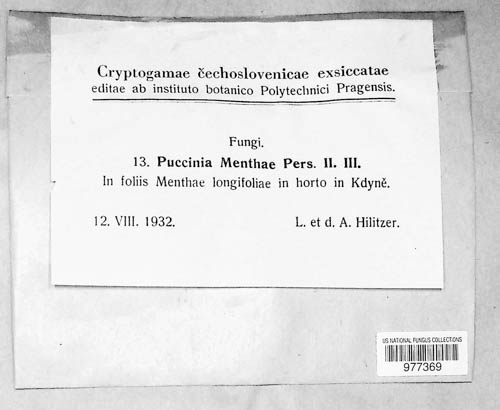 Cryptogamae čechoslovenicae exsiccatae
editae ab instituto botanico Polytechnici Pragensis.
Fungi.
13. Puccinia Menthae Pers. II. III.
In foliis Menthae longifoliae in horto in Kdyně.
12. VIII. 1932. L. et d. A. Hilitzer.
US NATIONAL FUNGUS COLLECTIONS
977369